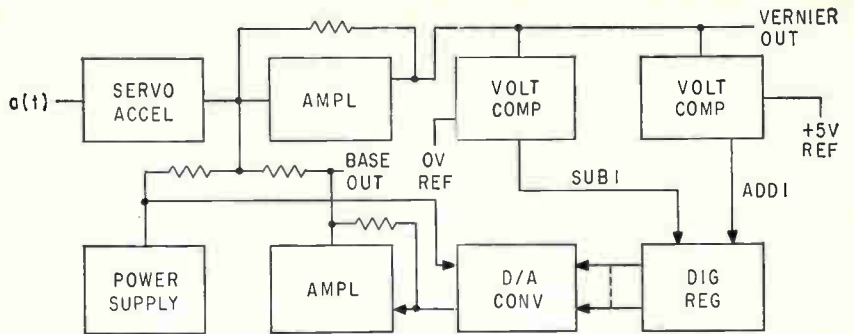 VERNIER
OUT
a(t)
SERVO
ACCEL
AMPL
VOLT
COMP
VOLT
COMP
+5V
REF
0V
REF
BASE
OUT
SUB 1
ADD 1
POWER
SUPPLY
AMPL
D/A
CONV
DIG
REG